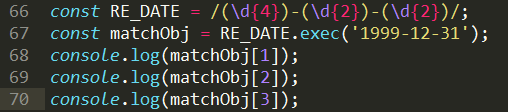 66 const RE_DATE = /(\d{4})-(\d{2})-(\d{2})/;
67 const matchObj = RE_DATE.exec('1999-12-31');
68 console.log(matchObj[1]);
69 console.log(matchObj[2]);
70 console.log(matchObj[3]);